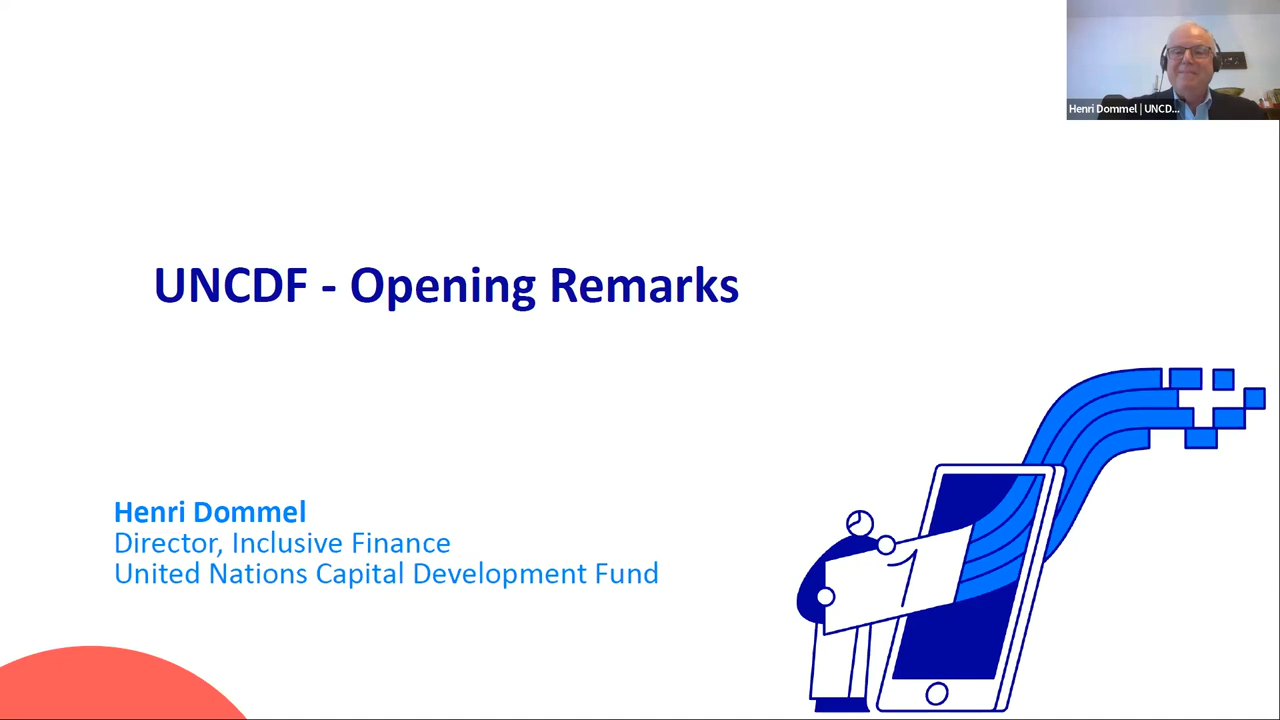 Henri Dommel | UNCD...
UNCDF - Opening Remarks
Henri Dommel
Director, Inclusive Finance
United Nations Capital Development Fund